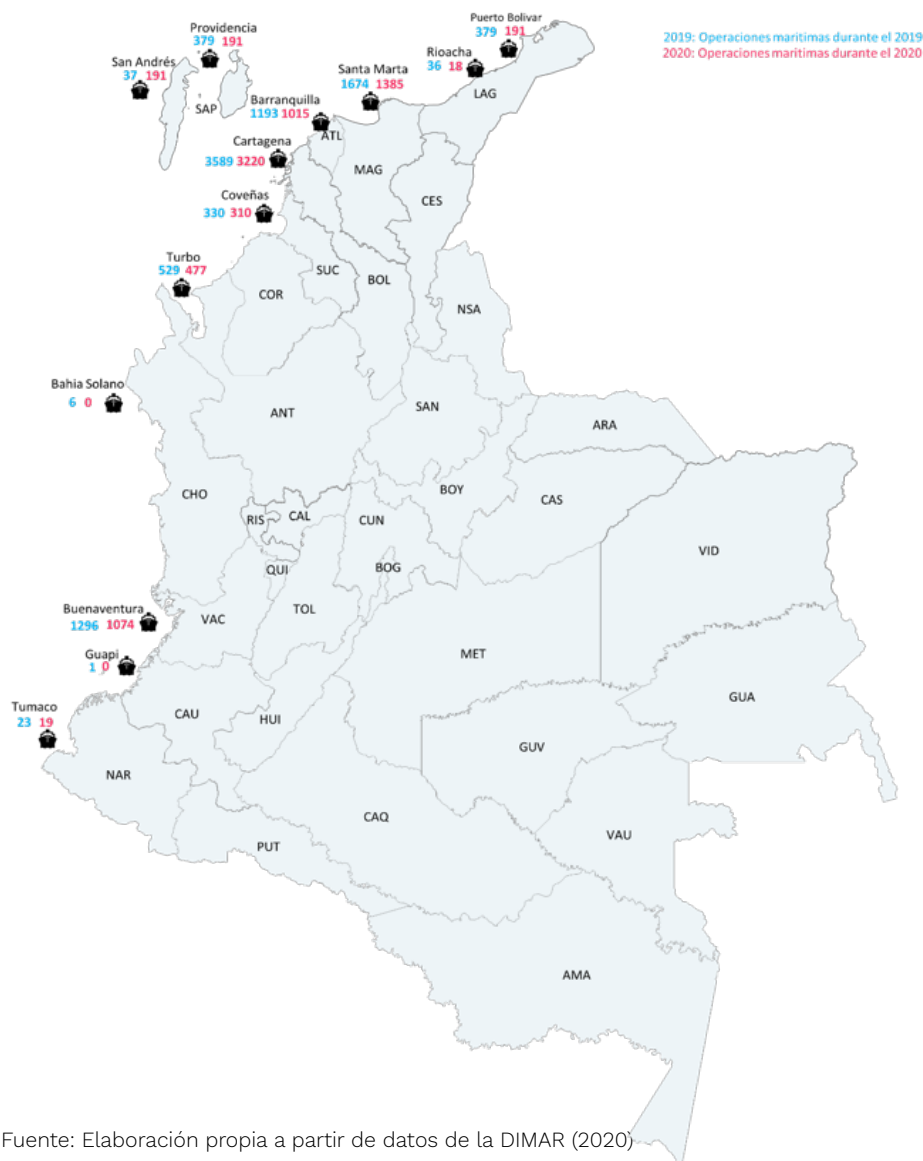 Puerto Bolivar
379 191
2019: Operaciones maritimas durante el 2019
2020: Operaciones maritimas durante el 2020
Providencia
379 191
Rioacha
36 18
San Andrés
37 191
Santa Marta
1674 1385
LAG
SAP
Barranquilla
1193 1015
ATL
Cartagena
3589 3220
MAG
CES
Coveñas
330 310
Turbo
529 477
SUC
BOL
COR
NSA
Bahia Solano
6 0
ANT
SAN
ARA
CHO
BOY
CAS
RIS
CAL
CUN
VID
QUI
BOG
Buenaventura
1296 1074
VAC
TOL
Guapi
1 0
MET
GUA
Tumaco
23 19
CAU
HUI
GUV
NAR
CAQ
VAU
PUT
AMA
Fuente: Elaboración propia a partir de datos de la DIMAR (2020)